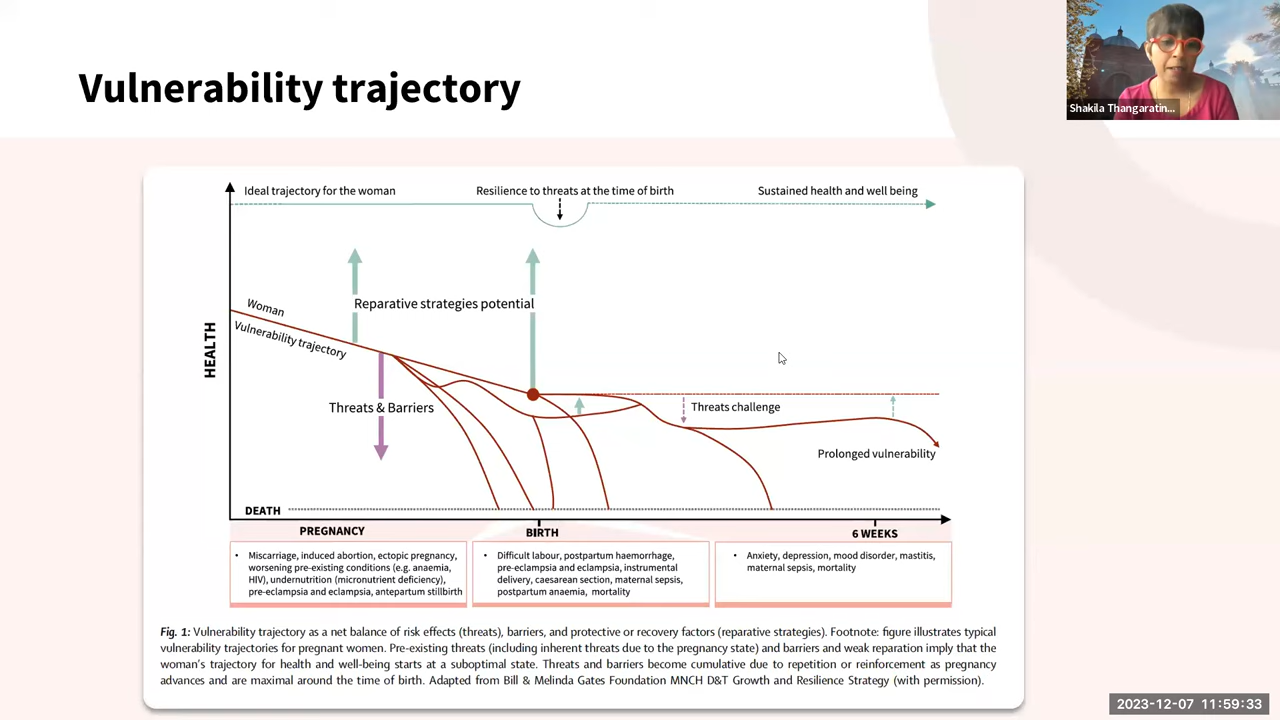 Vulnerability trajectory
Shakila Thangaratin...
Ideal trajectory for the woman
Resilience to threats at the time of birth
Sustained health and well being
Reparative strategies potential
Woman
Vulnerability trajectory
HEALTH
Threats & Barriers
Threats challenge
Prolonged vulnerability
DEATH
PREGNANCY
BIRTH
6 WEEKS
• Miscarriage, induced abortion, ectopic pregnancy,
worsening pre-existing conditions (e.g. anaemia,
HIV), undernutrition (micronutrient deficiency),
pre-eclampsia and eclampsia, antepartum stillbirth
• Difficult labour, postpartum haemorrhage,
pre-eclampsia and eclampsia, instrumental
delivery, caesarean section, maternal sepsis,
postpartum anaemia, mortality
• Anxiety, depression, mood disorder, mastitis,
maternal sepsis, mortality
Fig. 1: Vulnerability trajectory as a net balance of risk effects (threats), barriers, and protective or recovery factors (reparative strategies). Footnote: figure illustrates typical
vulnerability trajectories for pregnant women. Pre-existing threats (including inherent threats due to the pregnancy state) and barriers and weak reparation imply that the
woman's trajectory for health and well-being starts at a suboptimal state. Threats and barriers become cumulative due to repetition or reinforcement as pregnancy
advances and are maximal around the time of birth. Adapted from Bill & Melinda Gates Foundation MNCH D&T Growth and Resilience Strategy (with permission).
2023-12-07 11:59:33